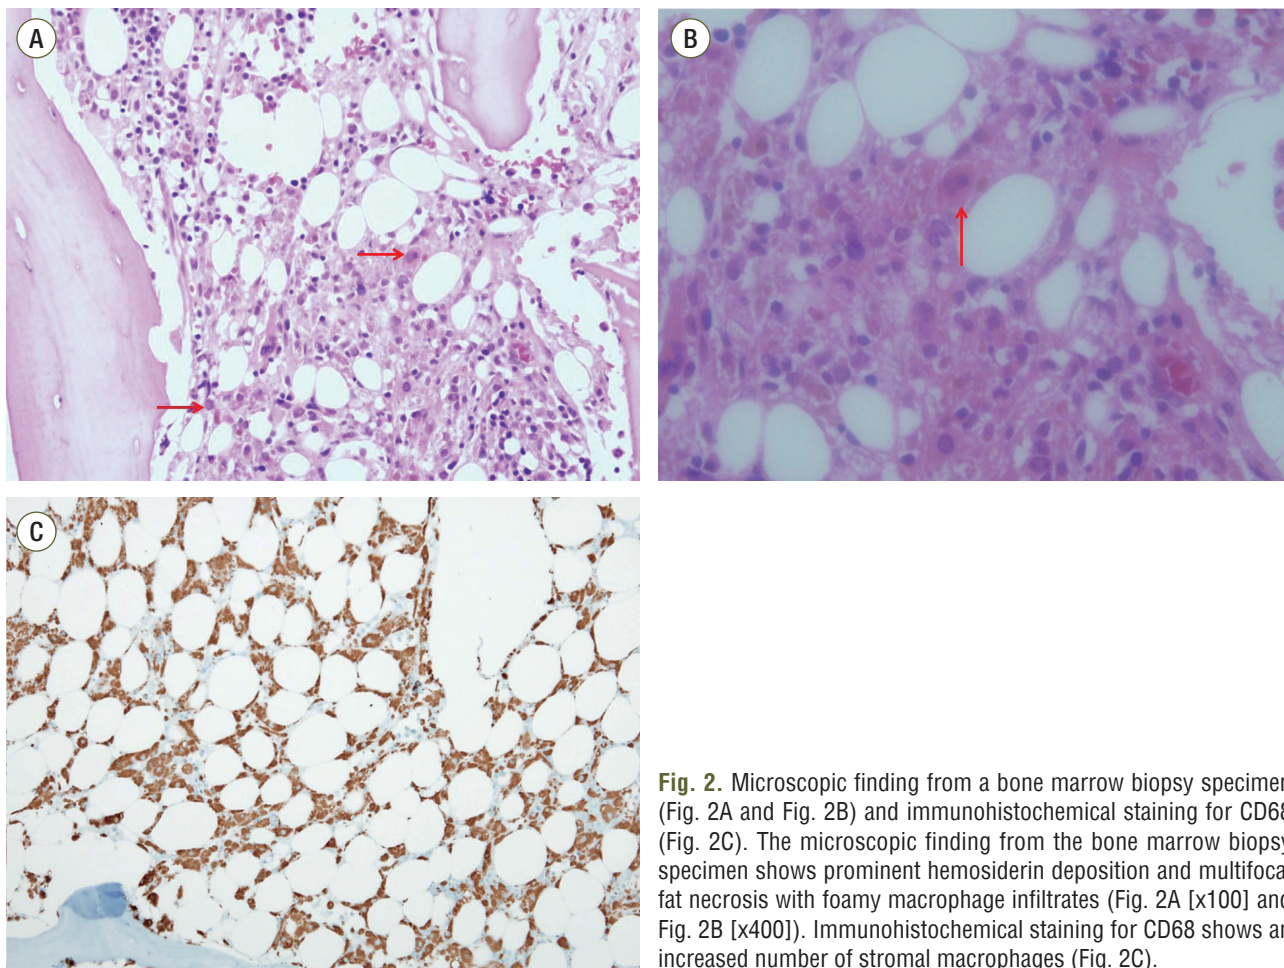 A
B
C
Fig. 2. Microscopic finding from a bone marrow biopsy specimen
(Fig. 2A and Fig. 2B) and immunohistochemical staining for CD68
(Fig. 2C). The microscopic finding from the bone marrow biopsy
specimen shows prominent hemosiderin deposition and multifocal
fat necrosis with foamy macrophage infiltrates (Fig. 2A [x100] and
Fig. 2B [x400]). Immunohistochemical staining for CD68 shows an
increased number of stromal macrophages (Fig. 2C).